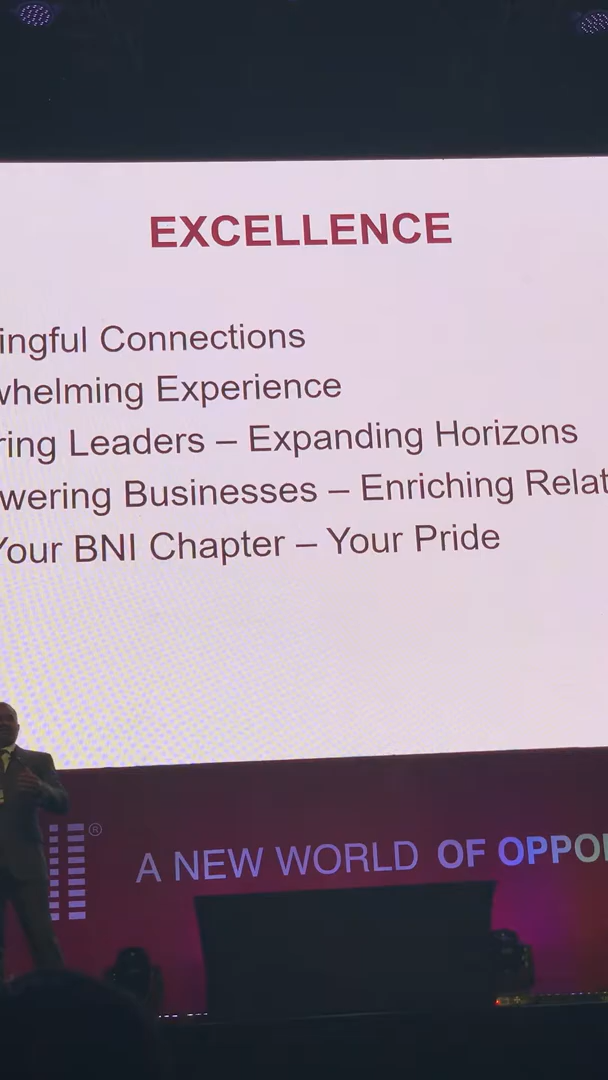 EXCELLENCE
ingful Connections
whelming Experience
ring Leaders – Expanding Horizons
wering Businesses – Enriching Relat
Your BNI Chapter – Your Pride
®
A NEW WORLD OF OPPO